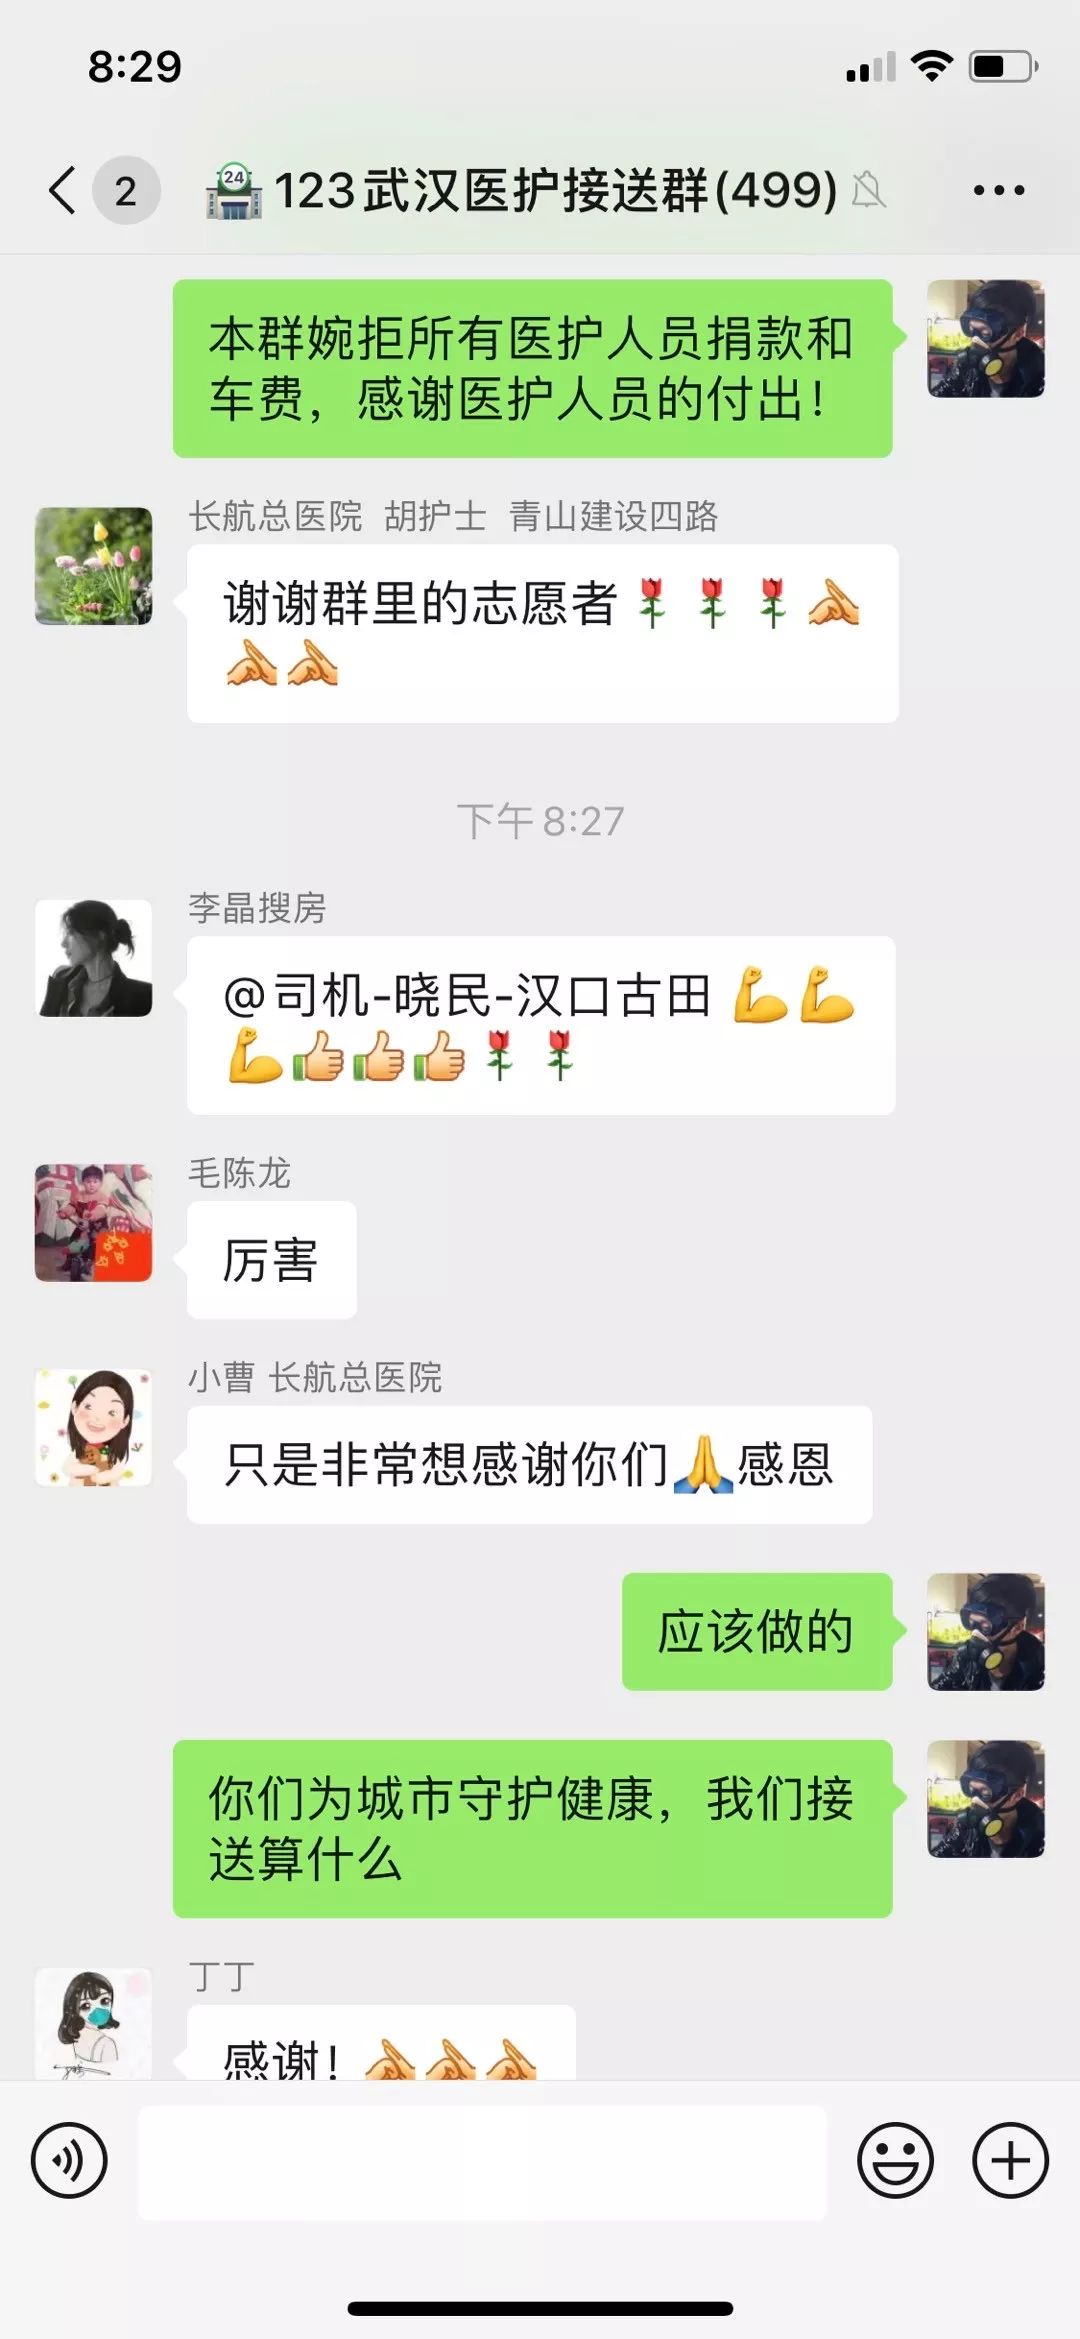 8:29
2
24
123武汉医护接送群(499)
本群婉拒所有医护人员捐款和
车费，感谢医护人员的付出！
长航总医院 胡护士 青山建设四路
谢谢群里的志愿者
下午8:27
李晶搜房
@司机-晓民-汉口古田
毛陈龙
厉害
小曹 长航总医院
只是非常想感谢你们🙏感恩
应该做的
你们为城市守护健康，我们接
送算什么
丁丁
感谢！